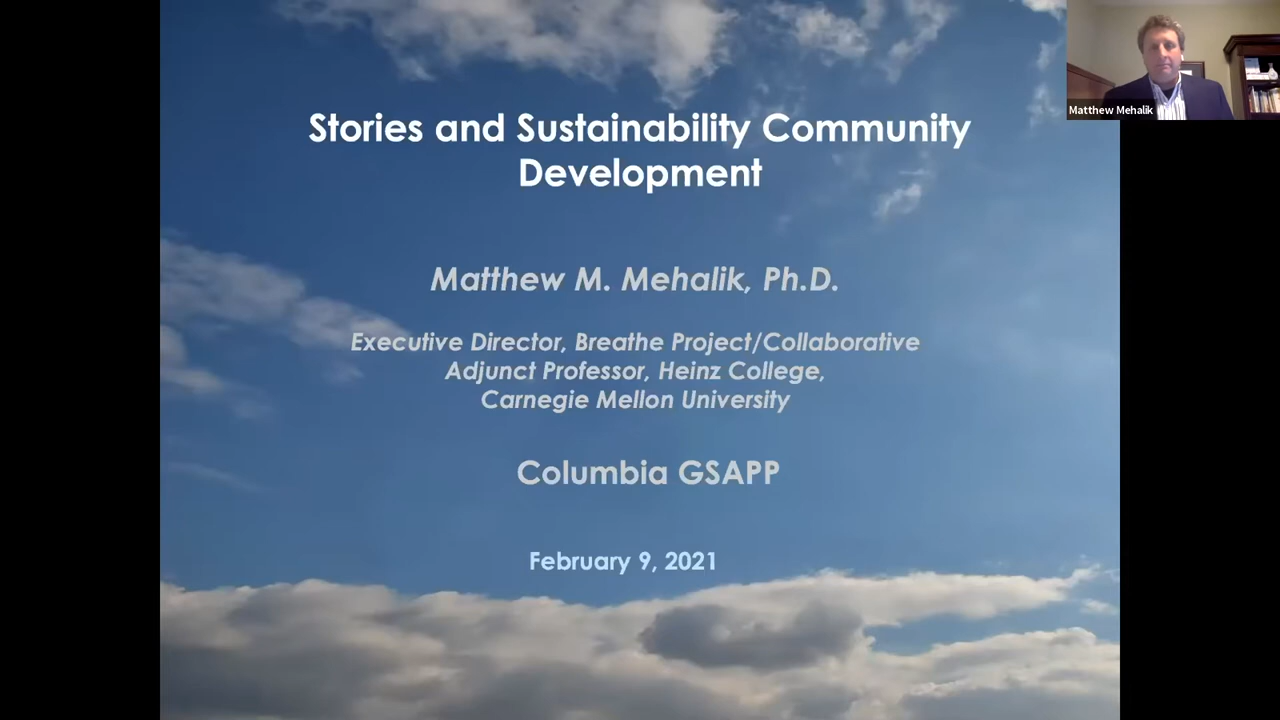 Stories and Sustainability Community
Development
Matthew M. Mehalik, Ph.D.
Executive Director, Breathe Project/Collaborative
Adjunct Professor, Heinz College,
Carnegie Mellon University
Columbia GSAPP
February 9, 2021
Matthew Mehalik